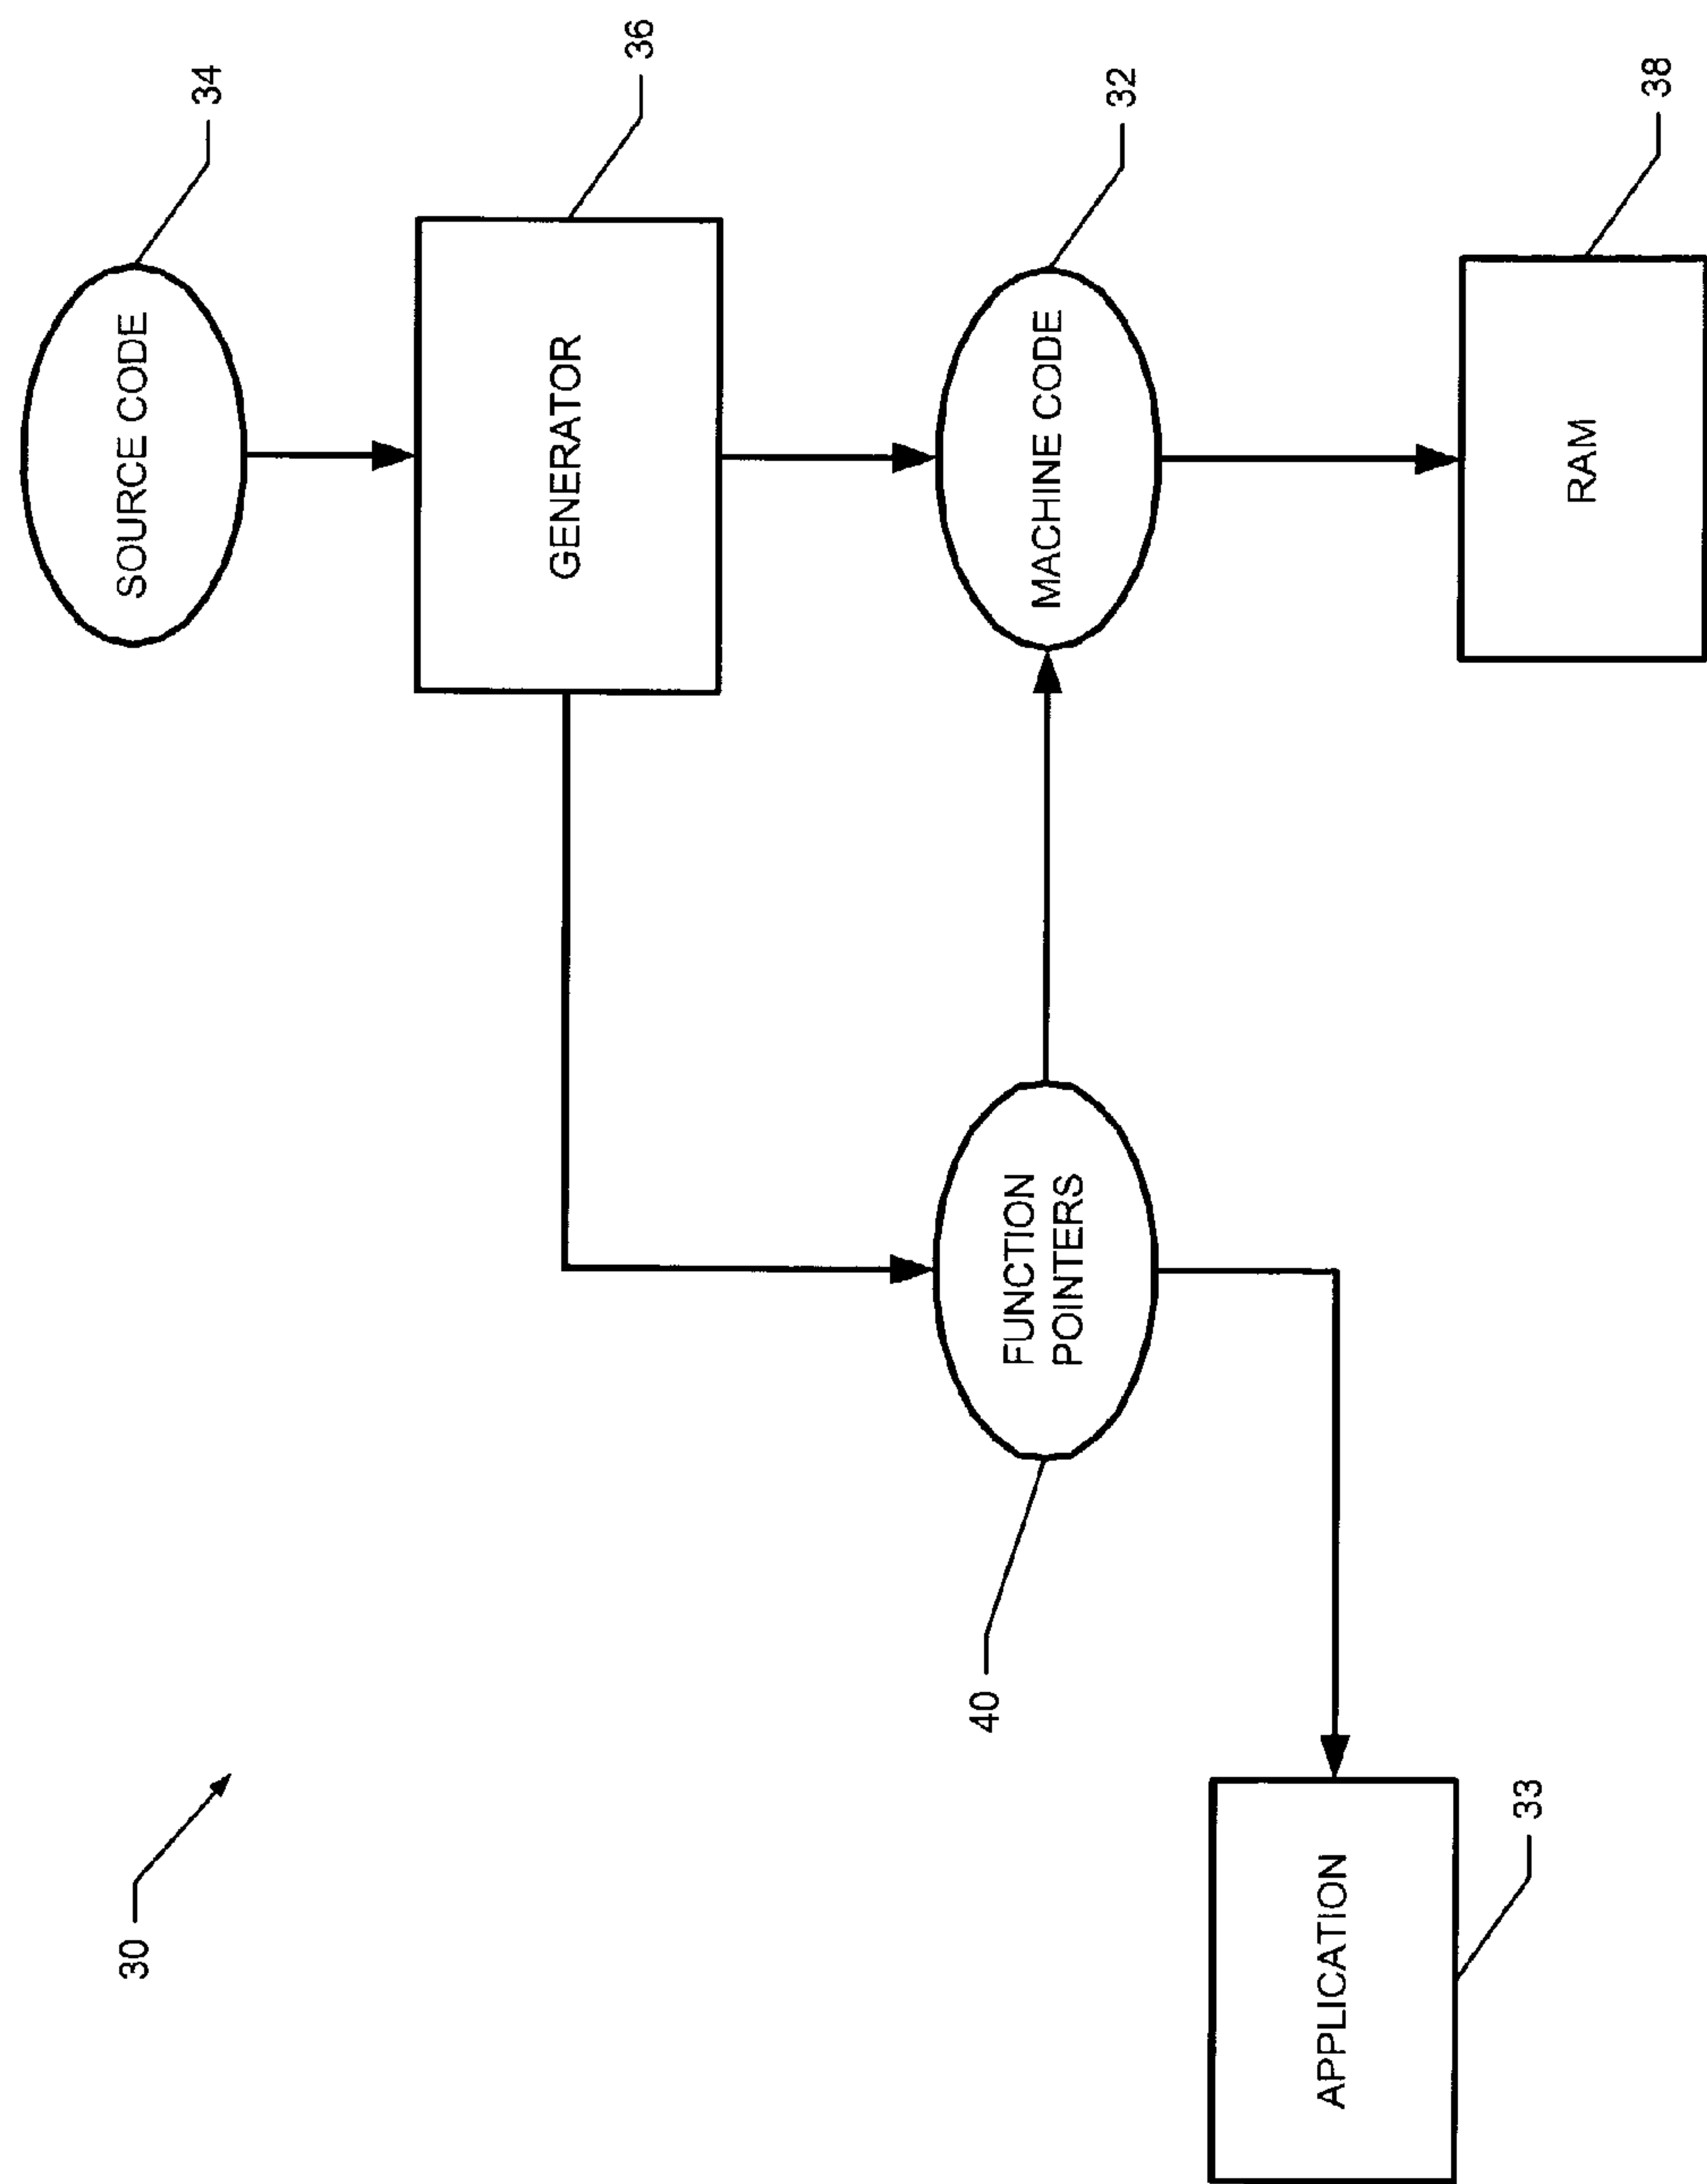 30
SOURCE CODE
34
GENERATOR
36
FUNCTION
POINTERS
40
MACHINE CODE
32
APPLICATION
33
RAM
38